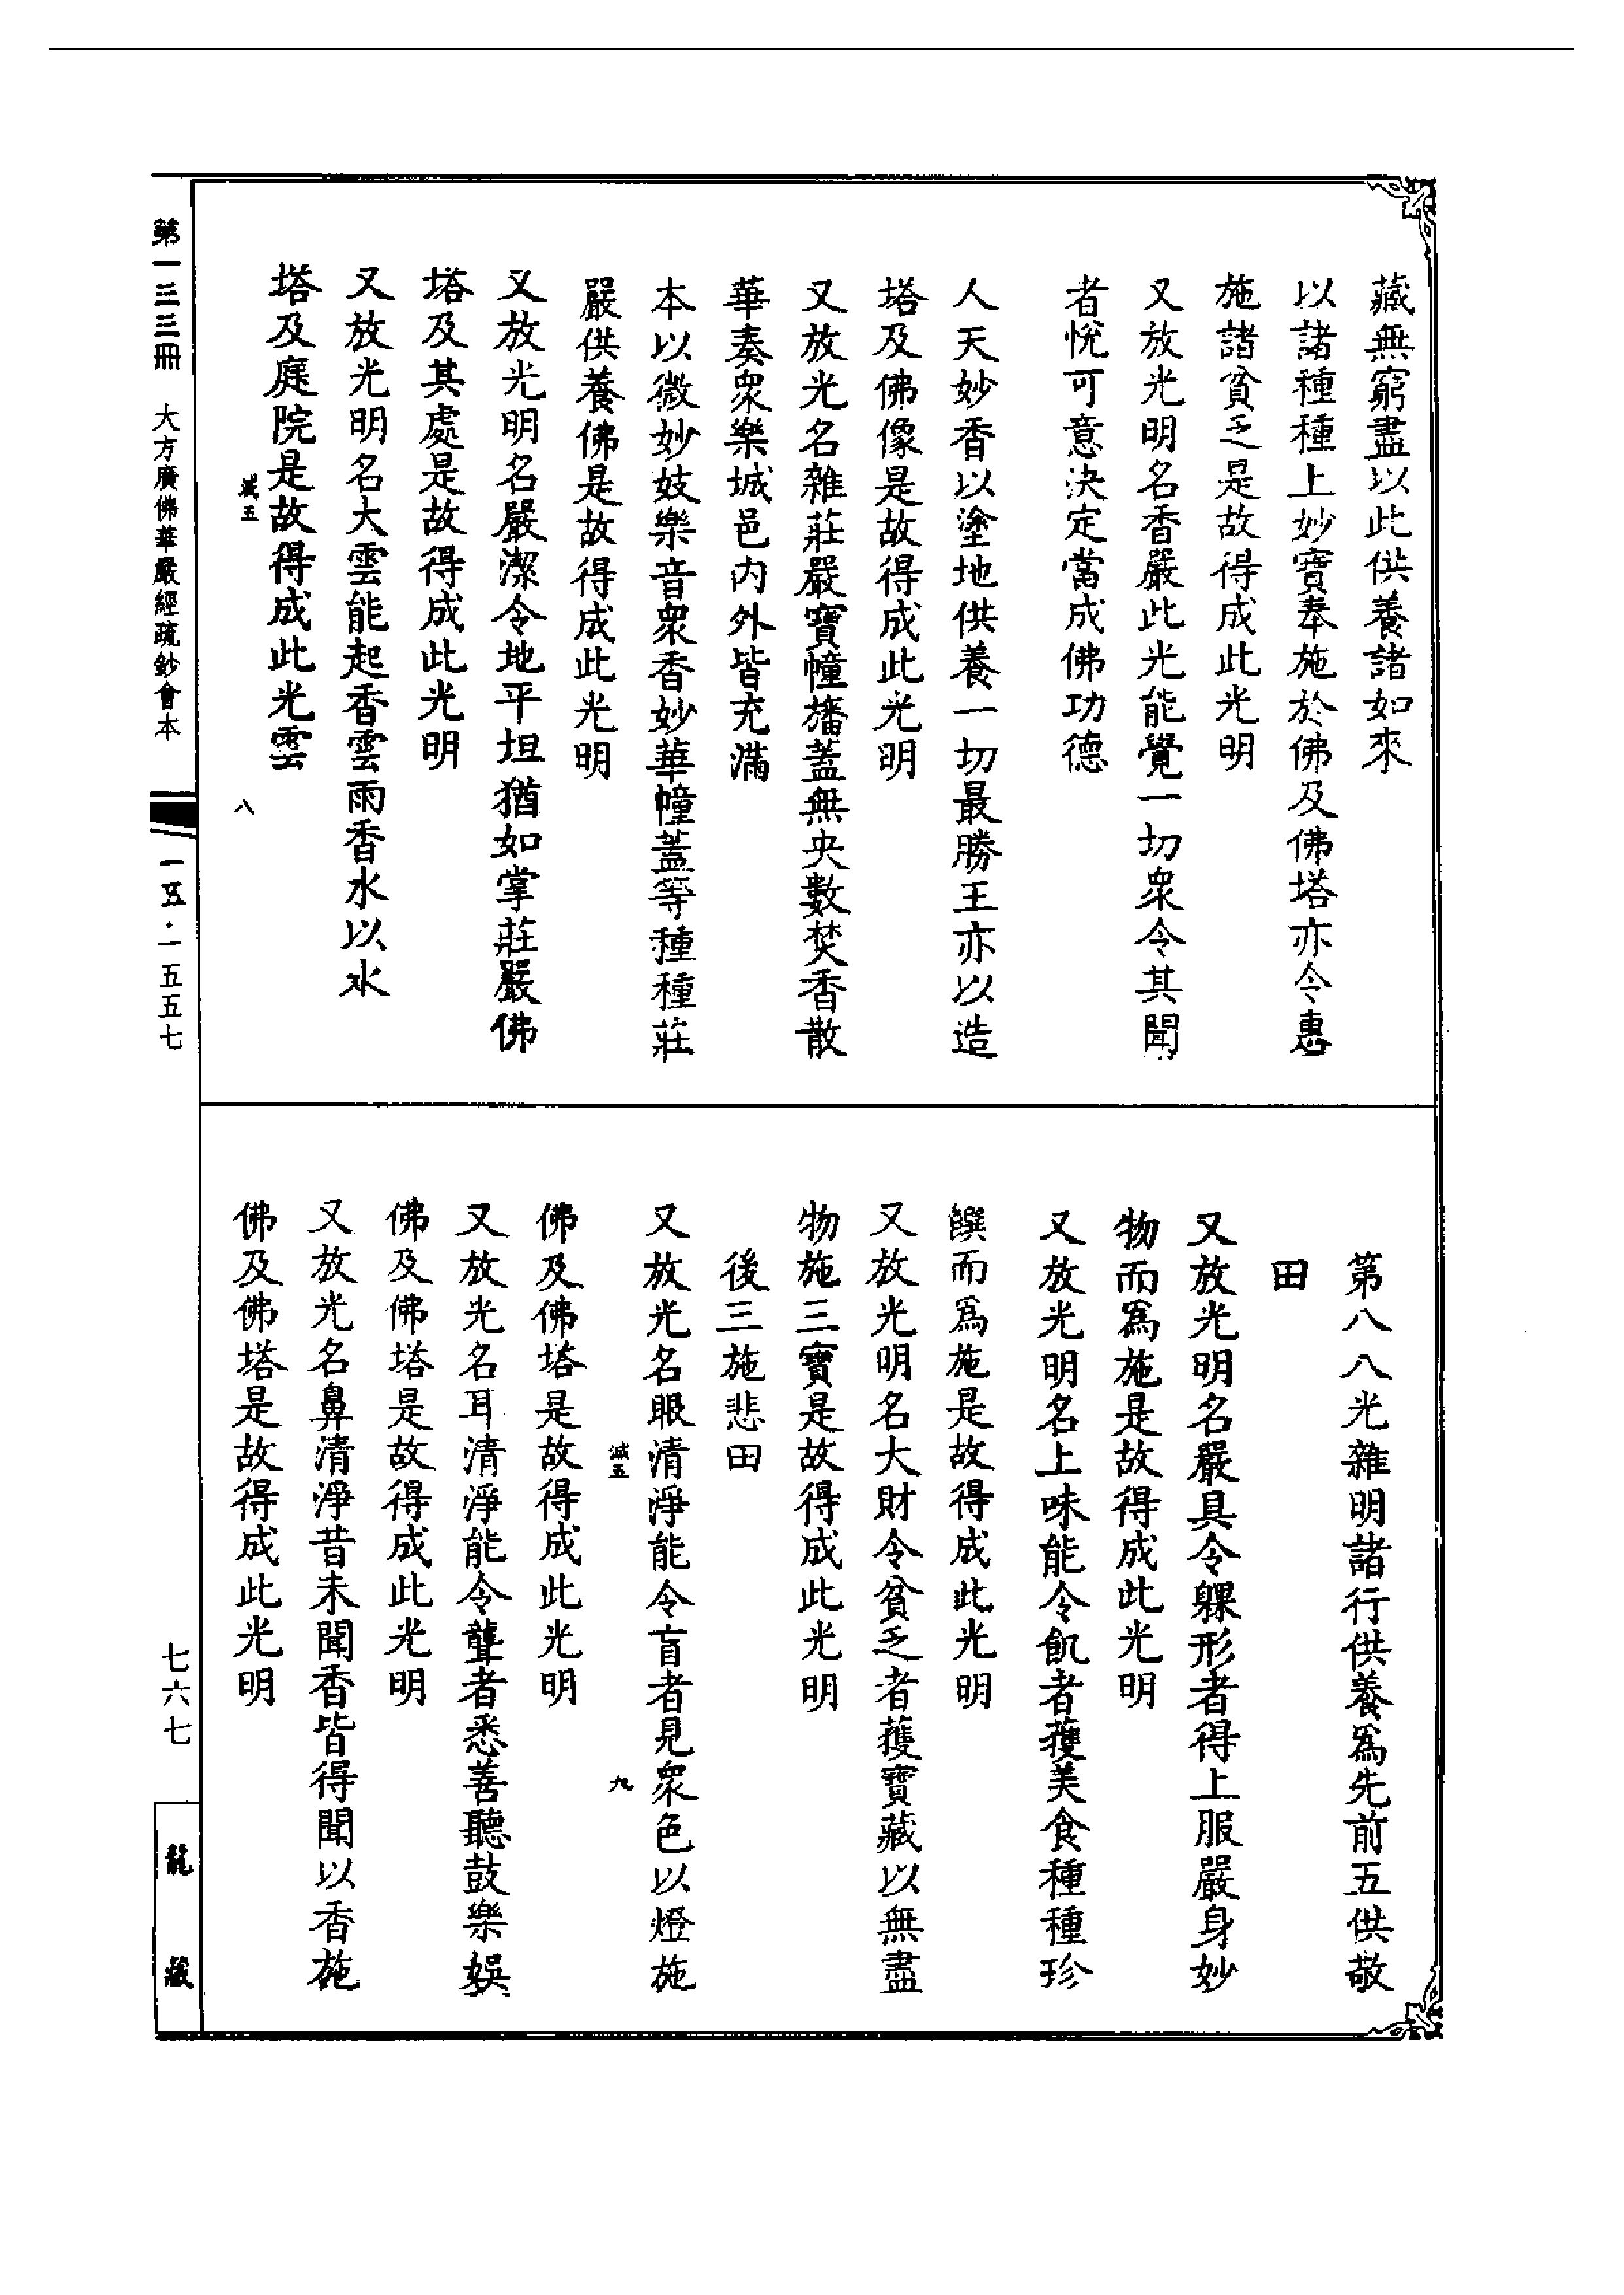 藏無窮盡以此供養諸如來
以諸種種上妙寶奉施於佛及佛塔亦令惠
施諸貧乏是故得成此光明
又放光明名香嚴此光能覺一切衆令其聞
者悅可意決定當成佛功德
人天妙香以塗地供養一切最勝王亦以造
塔及佛像是故得成此光明
又放光名雜莊嚴寶幢旛蓋無央數焚香散
華奏衆樂城邑内外皆充滿
本以微妙妓樂音衆香妙華幢蓋等種種莊
嚴供養佛是故得成此光明
又放光明名嚴潔令地平坦猶如掌莊嚴佛
塔及其處是故得成此光明
又放光明名大雲能起香雲雨香水以水
塔及庭院是故得成此光雲
誠五
八
第八八光雜明諸行供養爲先前五供敬
田
又放光明名嚴具令躶形者得上服嚴身妙
物而爲施是故得成此光明
又放光明名上味能令飢者獲美食種種珍
饌而爲施是故得成此光明
又放光明名大財令貧乏者獲寶藏以無盡
物施三寶是故得成此光明
後三施悲田
又放光名眼清淨能令盲者見衆色以燈施
誠五
九
佛及佛塔是故得成此光明
又放光名耳清淨能令聾者悉善聽鼓樂娛
佛及佛塔是故得成此光明
又放光名鼻清淨昔未聞香皆得聞以香施
佛及佛塔是故得成此光明
第一三三冊 大方廣佛華嚴經疏鈔會本
一五·一五五七
七六七
龍藏